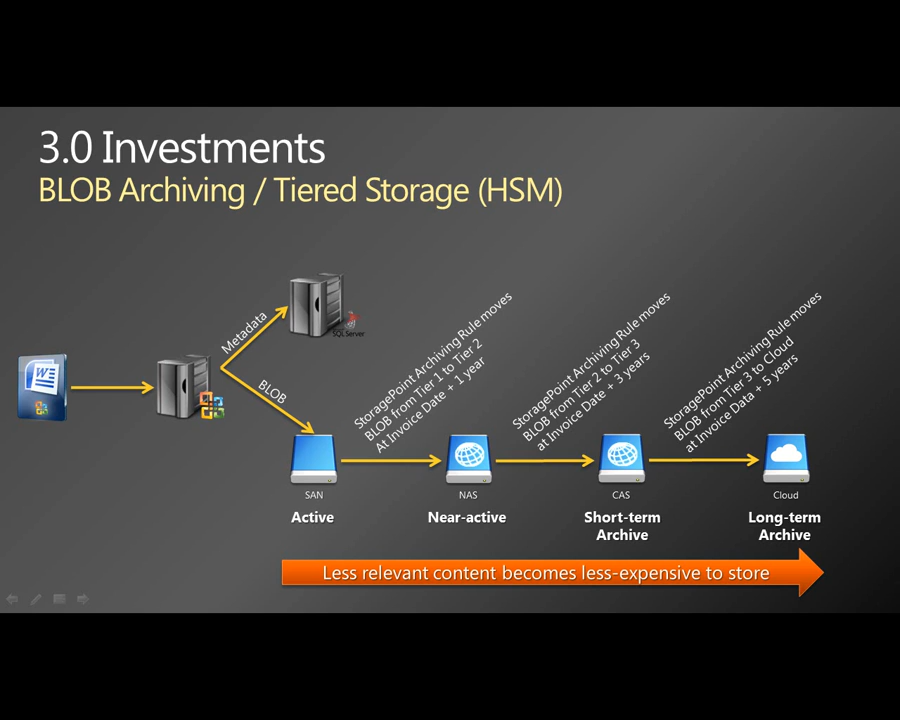 3.0 Investments
BLOB Archiving / Tiered Storage (HSM)
Metadata
SQL Server
BLOB
W
StoragePoint Archiving Rule moves
BLOB from Tier 1 to Tier 2
At Invoice Date + 1 year
StoragePoint Archiving Rule moves
BLOB from Tier 2 to Tier 3
at Invoice Date + 3 years
StoragePoint Archiving Rule moves
BLOB from Tier 3 to Cloud
at Invoice Data + 5 years
SAN
Active
NAS
Near-active
CAS
Short-term
Archive
Cloud
Long-term
Archive
Less relevant content becomes less-expensive to store